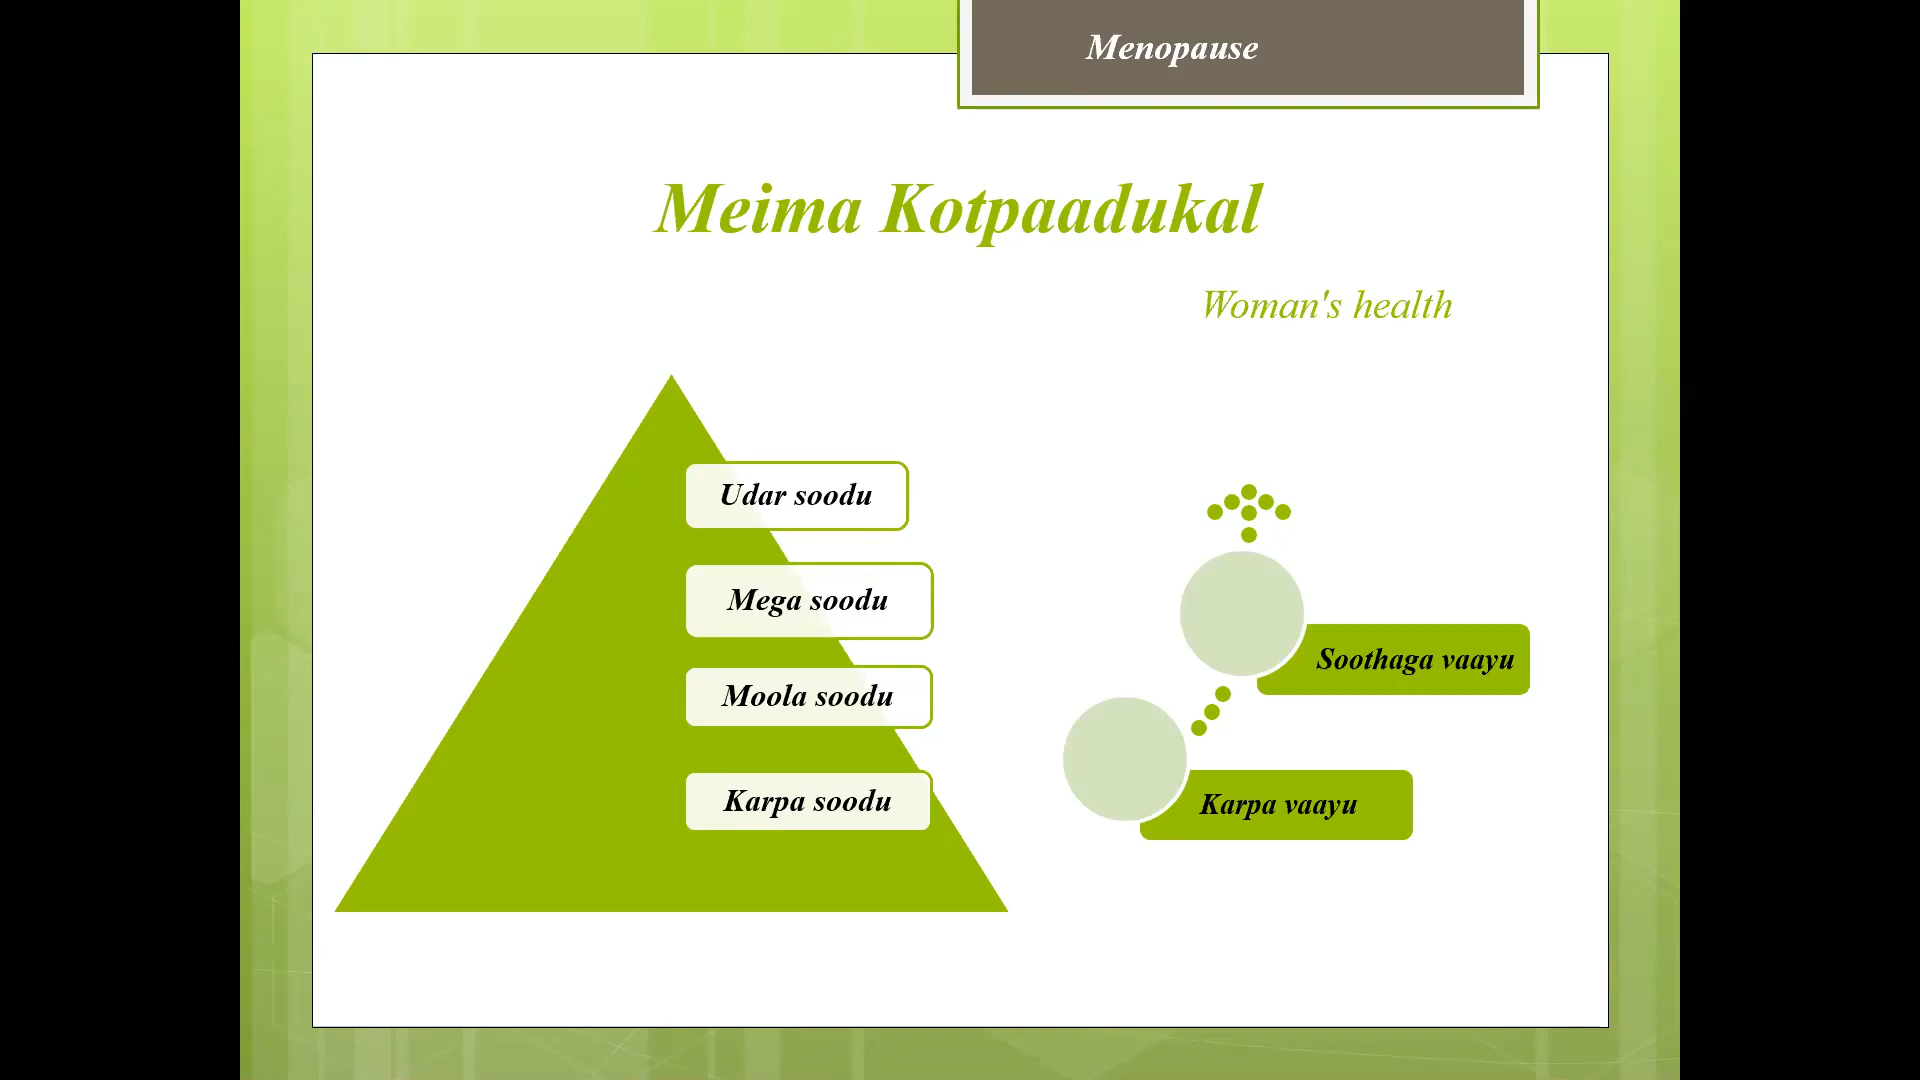 Menopause
Meima Kotpaadukal
Woman's health
Udar soodu
Mega soodu
Moola soodu
Karpa soodu
Soothaga vaayu
Karpa vaayu